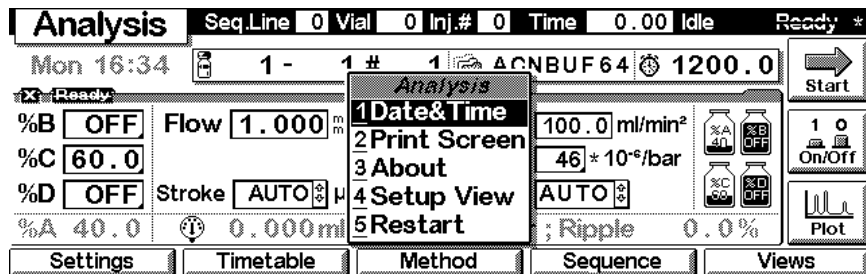 Analysis Seq.Line 0 Vial 0 Inj.# 0 Time 0.00 Idle Ready *
Mon 16:34 1 - 1 # 1 ACNBUF64 1200.0 Start
X Ready
%B OFF Flow 1.000 100.0 ml/min² %A 40 %B OFF 1 0 On/Off
%C 60.0 46 * 10⁻⁶/bar %C 60 %D OFF
%D OFF Stroke AUTO µ AUTO Plot
%A 40.0 0.000 ml ; Ripple 0.0%
Analysis
1 Date&Time
2 Print Screen
3 About
4 Setup View
5 Restart
Settings Timetable Method Sequence Views